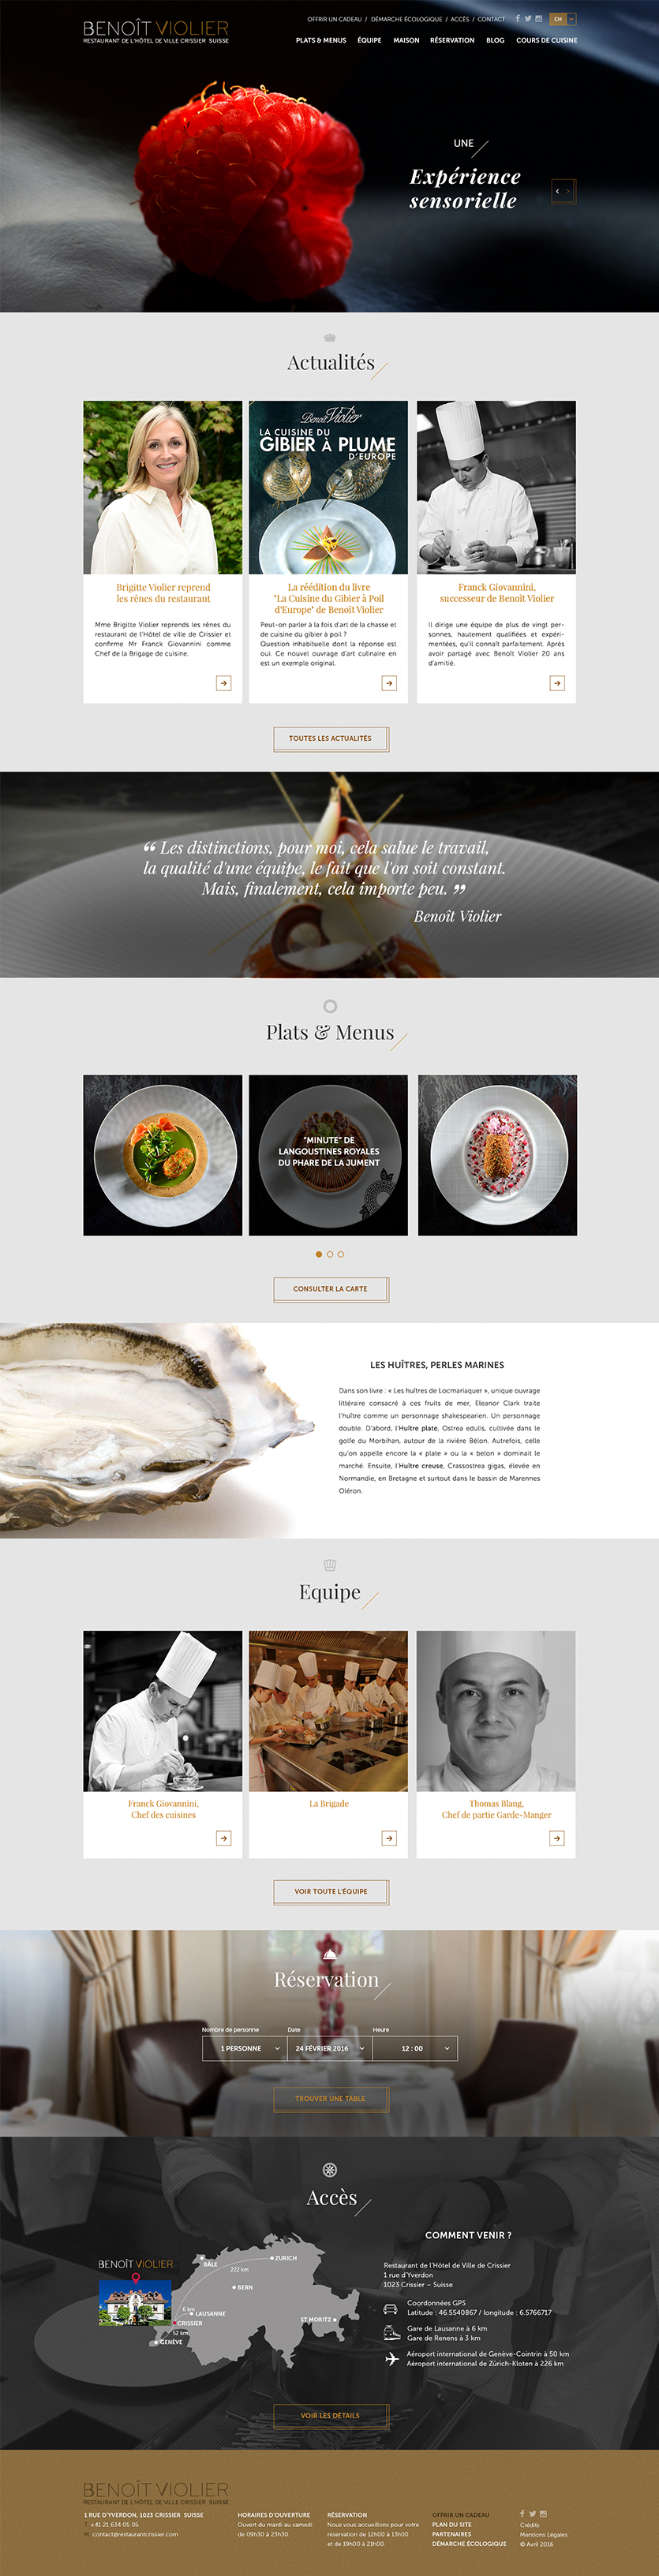 BENOÎT VIOLIER
RESTAURANT DE L'HÔTEL DE VILLE CRISSIER SUISSE
OFFRIR UN CADEAU / DÉMARCHE ÉCOLOGIQUE / ACCÈS / CONTACT
CH
PLATS & MENUS ÉQUIPE MAISON RÉSERVATION BLOG COURS DE CUISINE
UNE
Expérience
sensorielle
Actualités
Benoît Violier
LA CUISINE DU
GIBIER À PLUME
D'EUROPE
Brigitte Violier reprend
les rênes du restaurant
Mme Brigitte Violier reprends les rênes du
restaurant de l'Hôtel de ville de Crissier et
confirme Mr Franck Giovannini comme
Chef de la Brigage de cuisine.
La réédition du livre
"La Cuisine du Gibier à Poil
d'Europe" de Benoît Violier
Peut-on parler à la fois d'art de la chasse et
de cuisine du gibier à poil ?
Question inhabituelle dont la réponse est
oui. Ce nouvel ouvrage d'art culinaire en
est un exemple original.
Franck Giovannini,
successeur de Benoît Violier
Il dirige une équipe de plus de vingt per-
sonnes, hautement qualifiées et expéri-
mentées, qu'il connaît parfaitement. Après
avoir partagé avec Benoît Violier 20 ans
d'amitié.
TOUTES LES ACTUALITÉS
“ Les distinctions, pour moi, cela salue le travail,
la qualité d'une équipe, le fait que l'on soit constant.
Mais, finalement, cela importe peu. ”
Benoît Violier
Plats & Menus
"MINUTE" DE
LANGOUSTINES ROYALES
DU PHARE DE LA JUMENT
CONSULTER LA CARTE
LES HUÎTRES, PERLES MARINES
Dans son livre : « Les huîtres de Locmariaquer », unique ouvrage
littéraire consacré à ces fruits de mer, Eleanor Clark traite
l'huître comme un personnage shakespearien. Un personnage
double. D'abord, l'Huître plate, Ostrea edulis, cultivée dans le
golfe du Morbihan, autour de la rivière Bélon. Autrefois, celle
qu'on appelle encore la « plate » ou la « belon » dominait le
marché. Ensuite, l'Huître creuse, Crassostrea gigas, élevée en
Normandie, en Bretagne et surtout dans le bassin de Marennes
Oléron.
Equipe
Franck Giovannini,
Chef des cuisines
La Brigade
Thomas Blang,
Chef de partie Garde-Manger
VOIR TOUTE L'ÉQUIPE
Réservation
Nombre de personne Date Heure
1 PERSONNE 24 FÉVRIER 2016 12 : 00
TROUVER UNE TABLE
Accès
BENOÎT VIOLIER
BÂLE
ZURICH
222 km
BERN
6 km
LAUSANNE
CRISSIER
52 km
GENÈVE
ST. MORITZ
COMMENT VENIR ?
Restaurant de l'Hôtel de Ville de Crissier
1 rue d'Yverdon
1023 Crissier – Suisse
Coordonnées GPS
Latitude : 46.5540867 / longitude : 6.5766717
Gare de Lausanne à 6 km
Gare de Renens à 3 km
Aéroport international de Genève-Cointrin à 50 km
Aéroport international de Zürich-Kloten à 226 km
VOIR LES DÉTAILS
BENOÎT VIOLIER
RESTAURANT DE L'HÔTEL DE VILLE CRISSIER SUISSE
1 RUE D'YVERDON, 1023 CRISSIER SUISSE
T. +41 21 634 05 05
M. contact@restaurantcrissier.com
HORAIRES D'OUVERTURE
Ouvert du mardi au samedi
de 09h30 à 23h30.
RÉSERVATION
Nous vous accueillons pour votre
réservation de 12h00 à 13h00
et de 19h00 à 21h00.
OFFRIR UN CADEAU
PLAN DU SITE
PARTENAIRES
DÉMARCHE ÉCOLOGIQUE
Crédits
Mentions Légales
© Avril 2016